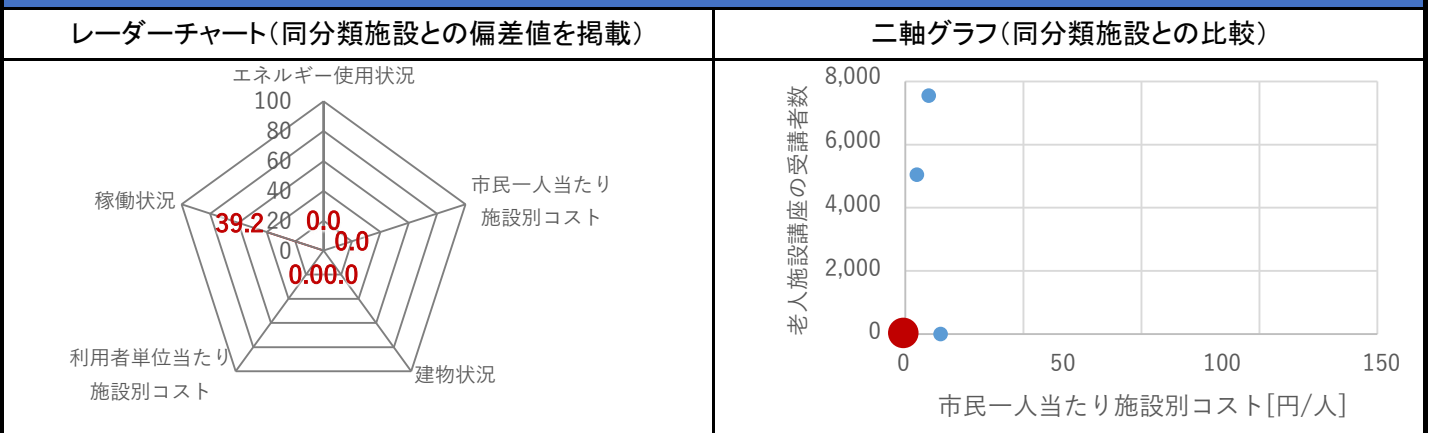 レーダーチャート(同分類施設との偏差値を掲載)
二軸グラフ(同分類施設との比較)
エネルギー使用状況
100
80
60
40
20
0
市民一人当たり
施設別コスト
稼働状況
39.2
0.0
0.0
0.0
0.0
利用者単位当たり
施設別コスト
建物状況
老人施設講座の受講者数
8,000
6,000
4,000
2,000
0
0
50
100
150
市民一人当たり施設別コスト[円/人]